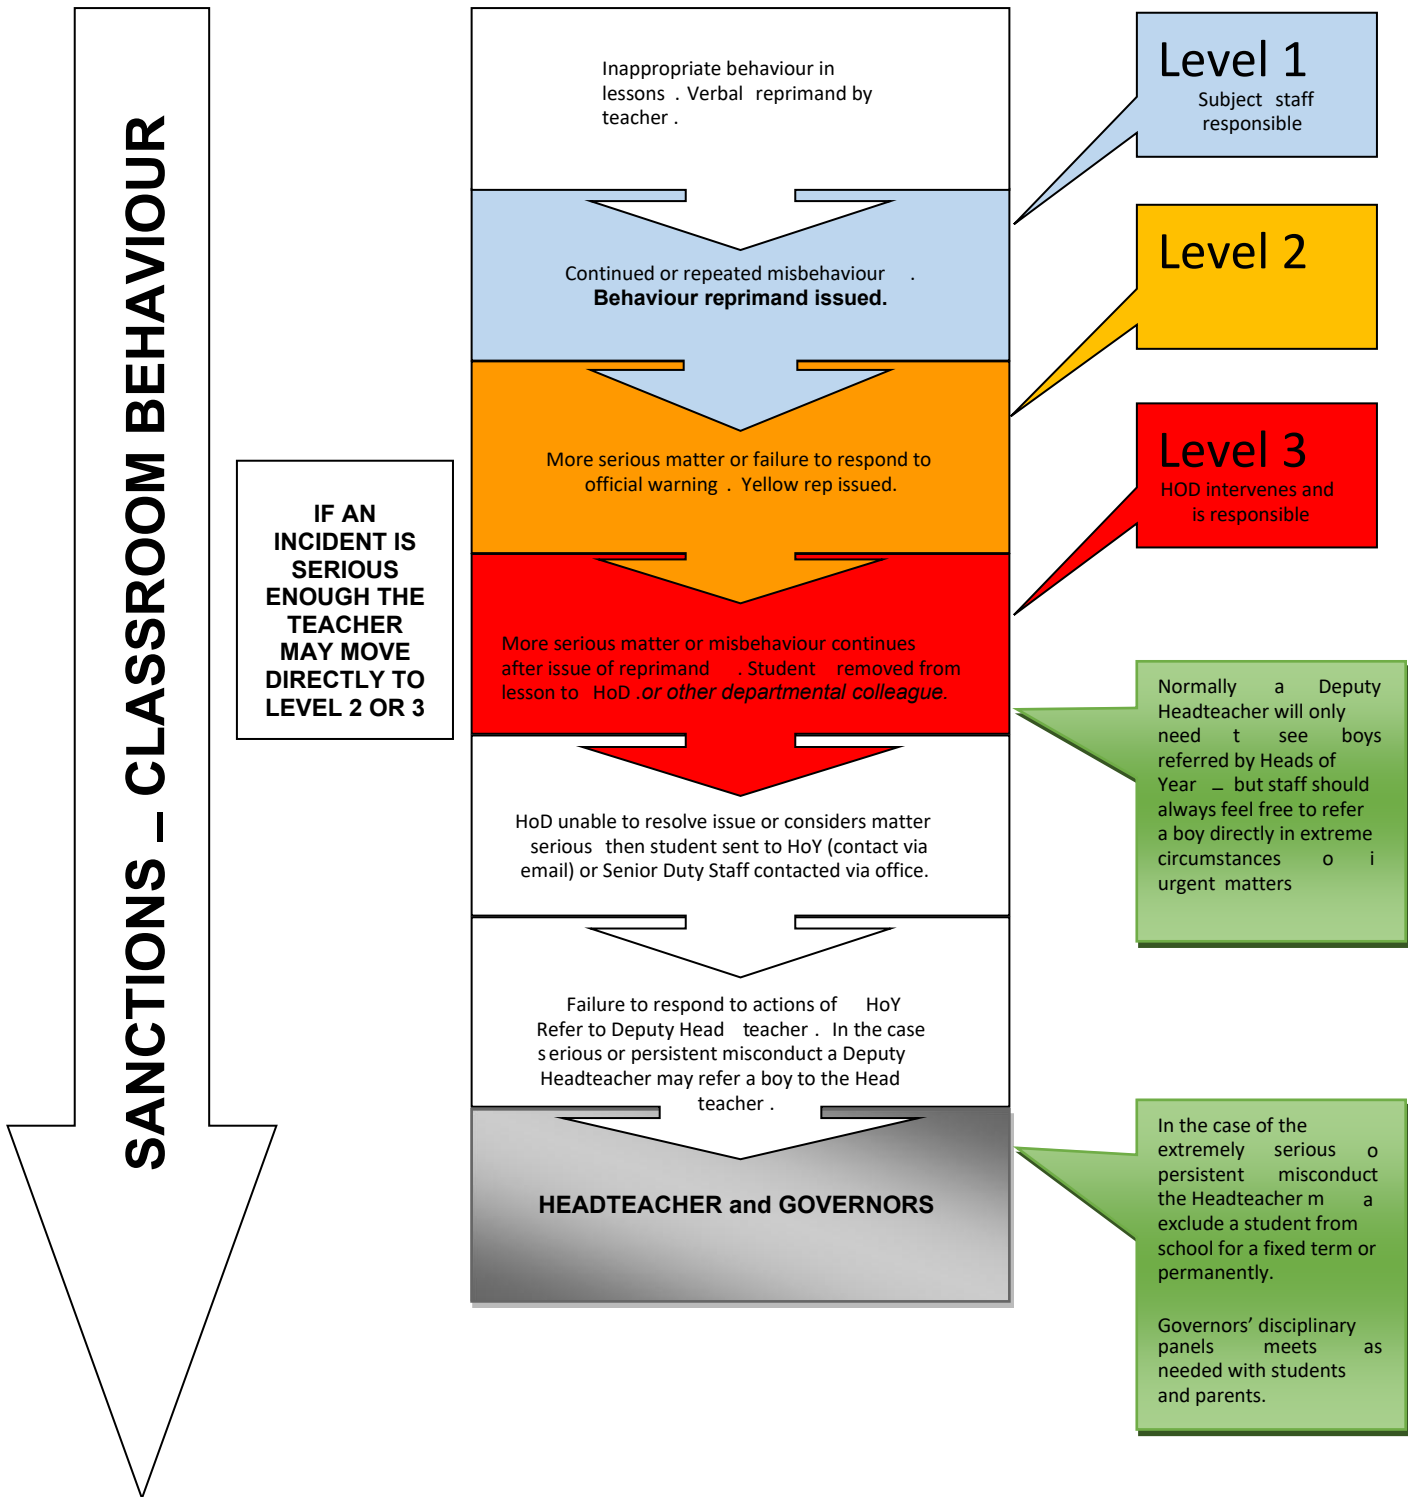 SANCTIONS – CLASSROOM BEHAVIOUR
IF AN
INCIDENT IS
SERIOUS
ENOUGH THE
TEACHER
MAY MOVE
DIRECTLY TO
LEVEL 2 OR 3
Inappropriate behaviour in
lessons . Verbal reprimand by
teacher .
Continued or repeated misbehaviour .
Behaviour reprimand issued.
More serious matter or failure to respond to
official warning . Yellow rep issued.
More serious matter or misbehaviour continues
after issue of reprimand . Student removed from
lesson to HoD .or other departmental colleague.
HoD unable to resolve issue or considers matter
serious then student sent to HoY (contact via
email) or Senior Duty Staff contacted via office.
Failure to respond to actions of HoY
Refer to Deputy Head teacher . In the case
serious or persistent misconduct a Deputy
Headteacher may refer a boy to the Head
teacher .
HEADTEACHER and GOVERNORS
Level 1
Subject staff
responsible
Level 2
Level 3
HOD intervenes and
is responsible
Normally a Deputy
Headteacher will only
need t see boys
referred by Heads of
Year – but staff should
always feel free to refer
a boy directly in extreme
circumstances o i
urgent matters
In the case of the
extremely serious o
persistent misconduct
the Headteacher m a
exclude a student from
school for a fixed term or
permanently.
Governors’ disciplinary
panels meets as
needed with students
and parents.